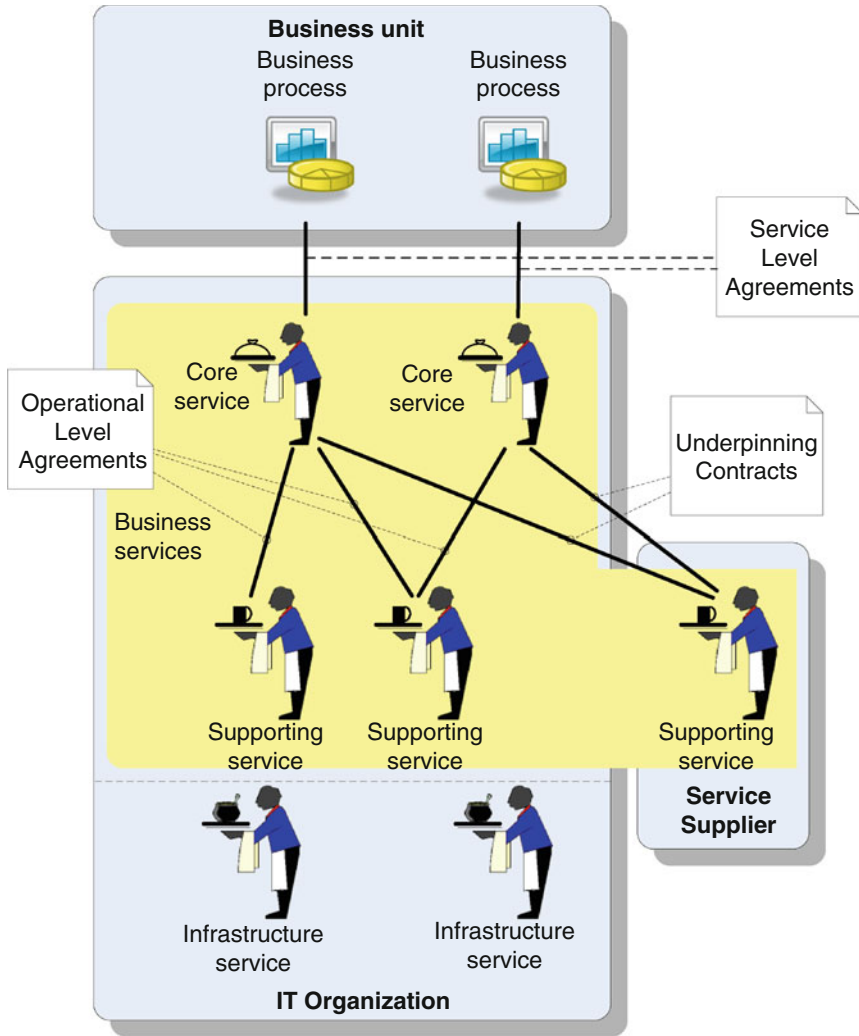 Business unit
Business
process
Business
process
Service
Level
Agreements
Core
service
Core
service
Operational
Level
Agreements
Underpinning
Contracts
Business
services
Supporting
service
Supporting
service
Supporting
service
Service
Supplier
Infrastructure
service
Infrastructure
service
IT Organization